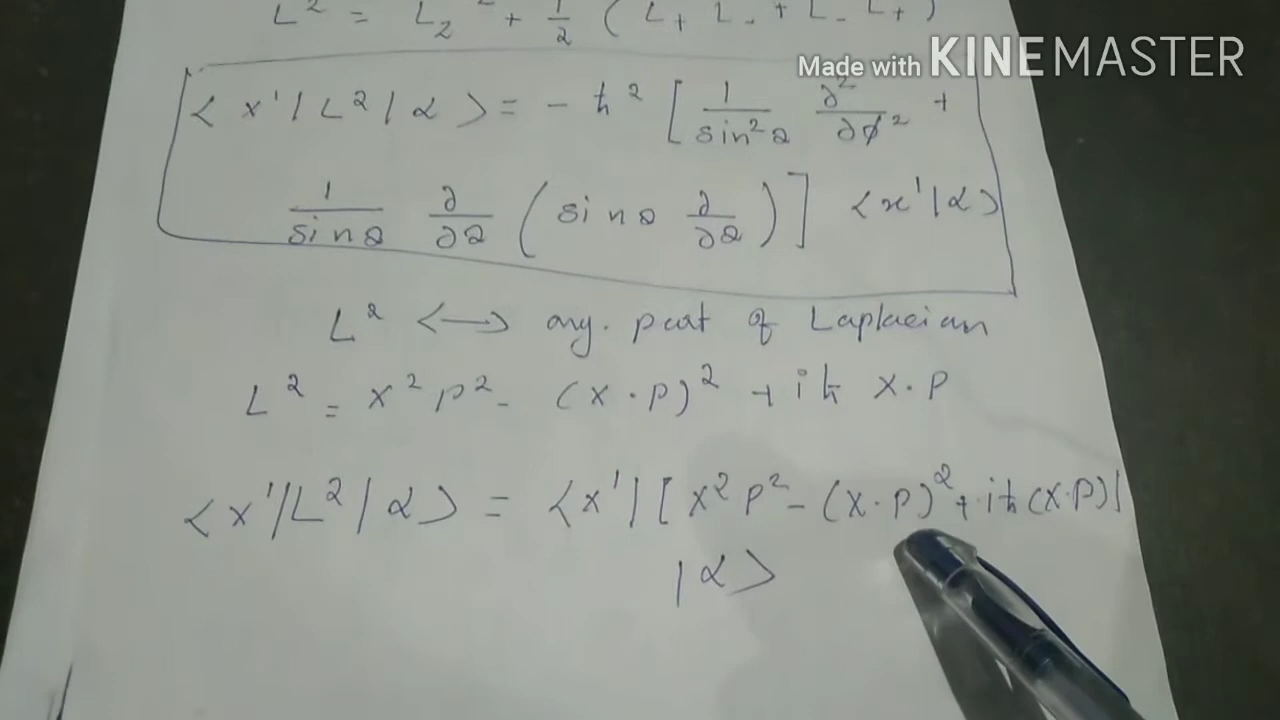 L² = L_z² + 1/2 (L₊ L₋ + L₋ L₊)
Made with KINEMASTER
⟨x'|L²|α⟩ = - ħ² [ 1/sin²θ ∂²/∂ϕ² +
1/sinθ ∂/∂θ ( sinθ ∂/∂θ ) ] ⟨x'|α⟩
L² ⟷ ang. part of Laplacian
L² = x² p² - (x · p)² + iħ x · p
⟨x'|L²|α⟩ = ⟨x'| [ x² p² - (x · p)² + iħ (x·p) ]
|α⟩